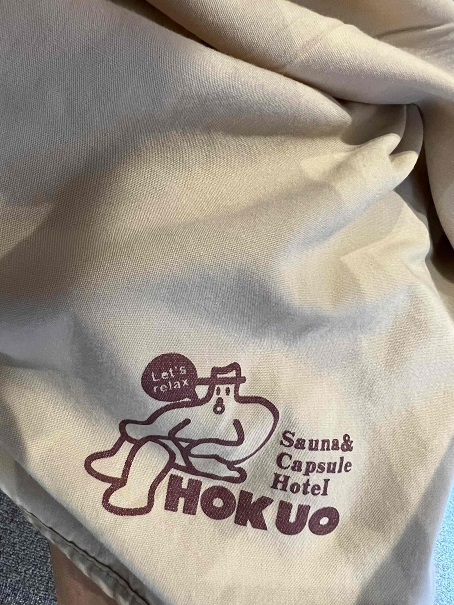 Let's
relax
Sauna&
Capsule
Hotel
HOKUO